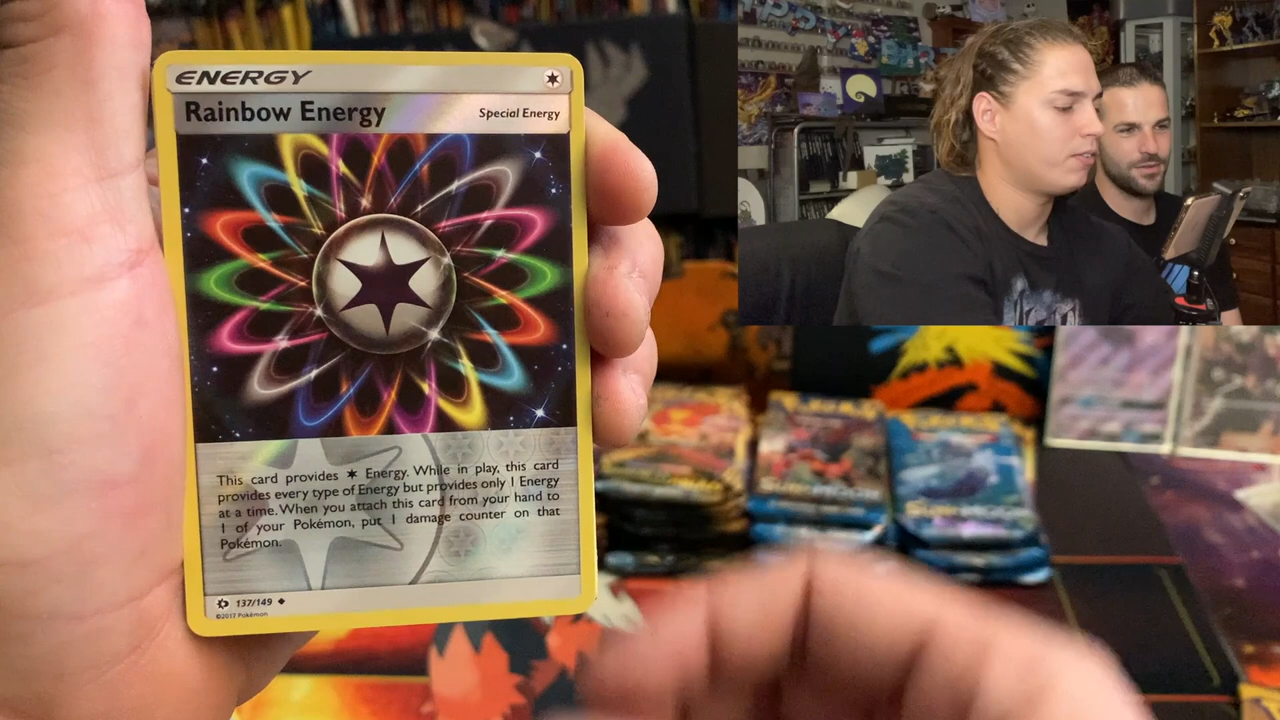 ENERGY
Rainbow Energy
Special Energy
This card provides ✶ Energy. While in play, this card
provides every type of Energy but provides only 1 Energy
at a time. When you attach this card from your hand to
1 of your Pokémon, put 1 damage counter on that
Pokémon.
137/149 ◆
©2017 Pokémon